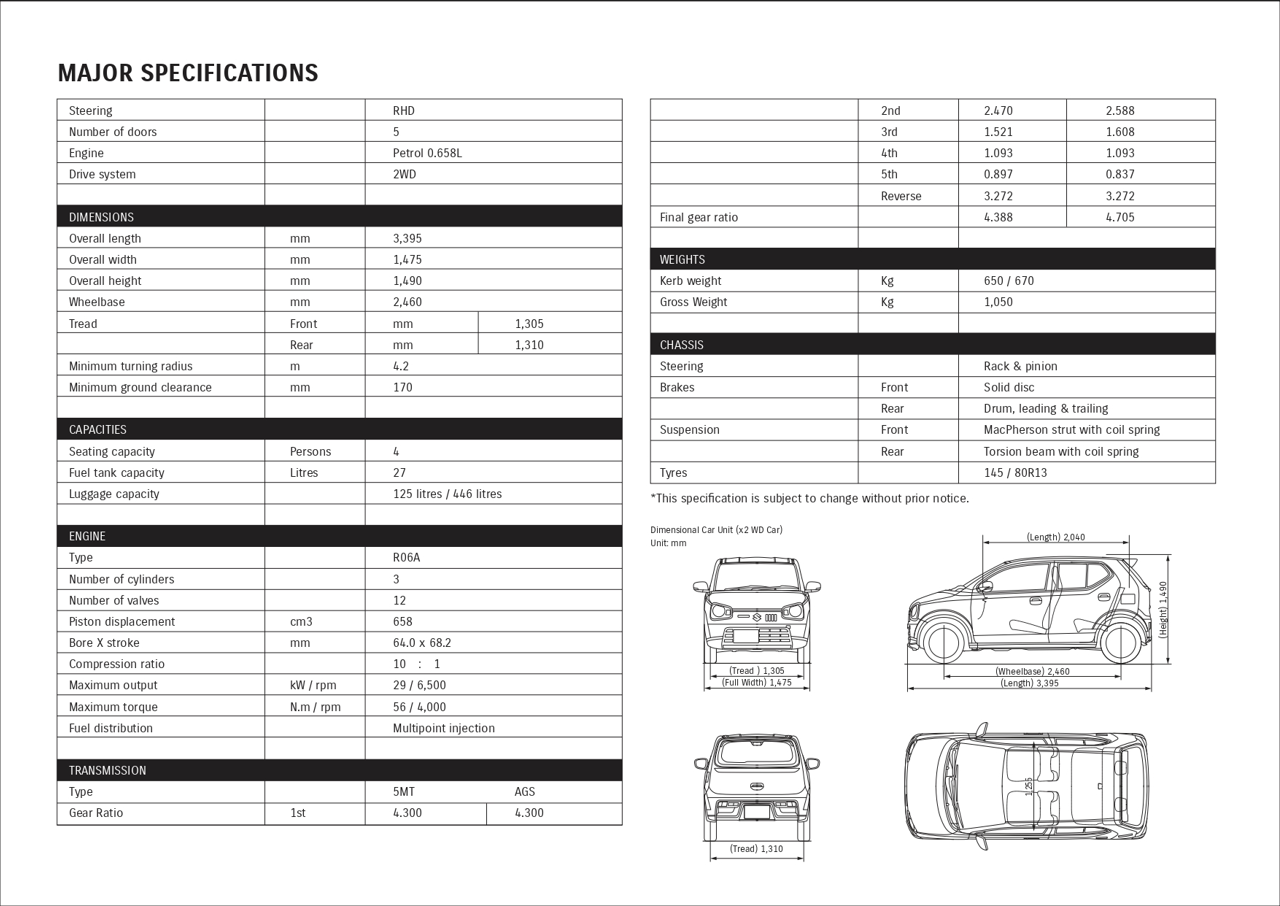 MAJOR SPECIFICATIONS
Steering RHD
Number of doors 5
Engine Petrol 0.658L
Drive system 2WD
DIMENSIONS
Overall length mm 3,395
Overall width mm 1,475
Overall height mm 1,490
Wheelbase mm 2,460
Tread Front mm 1,305
Rear mm 1,310
Minimum turning radius m 4.2
Minimum ground clearance mm 170
CAPACITIES
Seating capacity Persons 4
Fuel tank capacity Litres 27
Luggage capacity 125 litres / 446 litres
ENGINE
Type R06A
Number of cylinders 3
Number of valves 12
Piston displacement cm3 658
Bore X stroke mm 64.0 x 68.2
Compression ratio 10 : 1
Maximum output kW / rpm 29 / 6,500
Maximum torque N.m / rpm 56 / 4,000
Fuel distribution Multipoint injection
TRANSMISSION
Type 5MT AGS
Gear Ratio 1st 4.300 4.300
2nd 2.470 2.588
3rd 1.521 1.608
4th 1.093 1.093
5th 0.897 0.837
Reverse 3.272 3.272
Final gear ratio 4.388 4.705
WEIGHTS
Kerb weight Kg 650 / 670
Gross Weight Kg 1,050
CHASSIS
Steering Rack & pinion
Brakes Front Solid disc
Rear Drum, leading & trailing
Suspension Front MacPherson strut with coil spring
Rear Torsion beam with coil spring
Tyres 145 / 80R13
*This specification is subject to change without prior notice.
Dimensional Car Unit (x2 WD Car)
Unit: mm
(Tread ) 1,305
(Full Width) 1,475
(Length) 2,040
(Height) 1,490
(Wheelbase) 2,460
(Length) 3,395
(Tread) 1,310
1,255